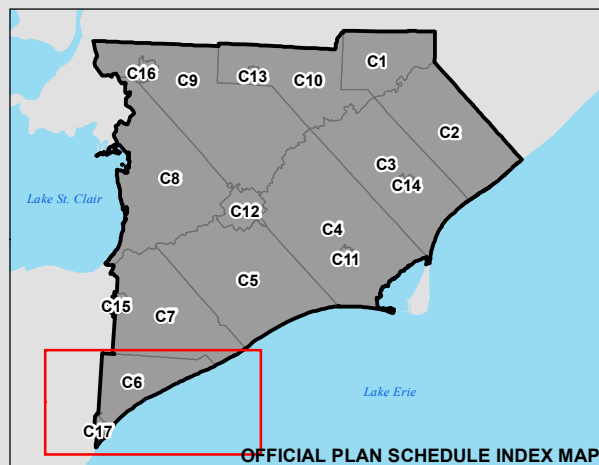 C1
C16
C9
C13
C10
C2
C3
C14
C8
Lake St. Clair
C12
C4
C11
C5
C15
C7
C6
Lake Erie
C17
OFFICIAL PLAN SCHEDULE INDEX MAP